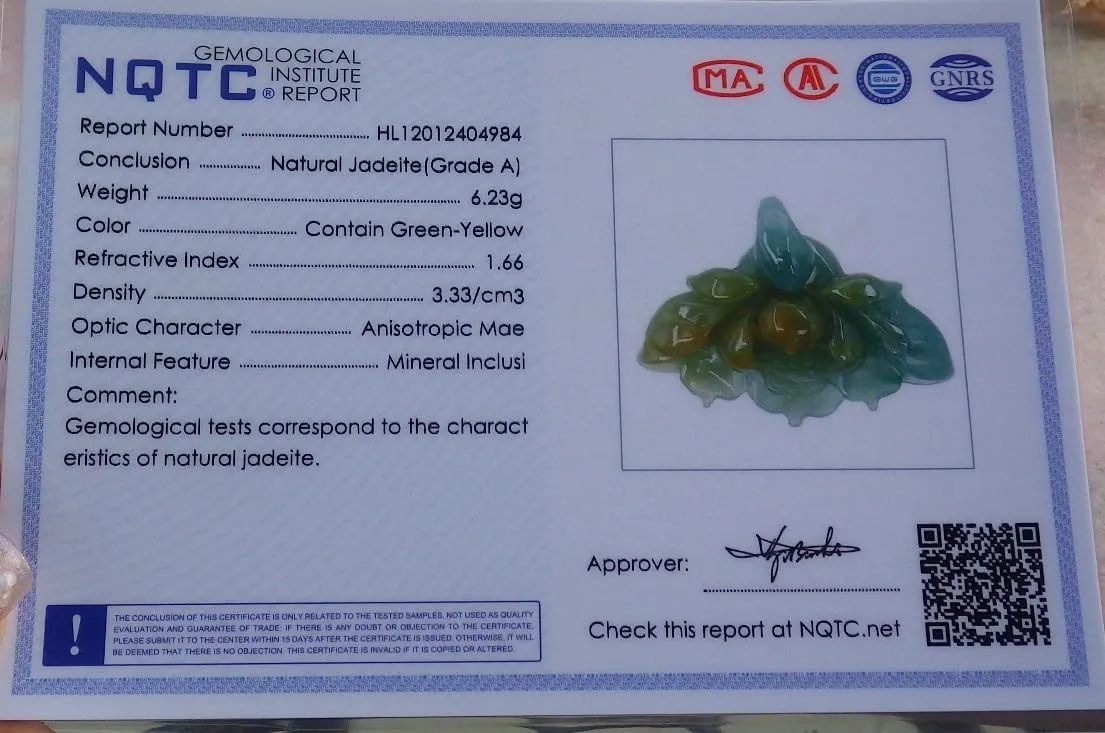 NQTC® GEMOLOGICAL
INSTITUTE
REPORT
MA
AL
GWG
GNRS
Report Number ........ HL12012404984
Conclusion ........ Natural Jadeite(Grade A)
Weight ........ 6.23g
Color ........ Contain Green-Yellow
Refractive Index ........ 1.66
Density ........ 3.33/cm3
Optic Character ........ Anisotropic Mae
Internal Feature ........ Mineral Inclusi
Comment:
Gemological tests correspond to the charact
eristics of natural jadeite.
Approver:
Check this report at NQTC.net
!
THE CONCLUSION OF THIS CERTIFICATE IS ONLY RELATED TO THE TESTED SAMPLES, NOT USED AS QUALITY
EVALUATION AND GUARANTEE OF TRADE. IF THERE IS ANY DOUBT OR OBJECTION TO THE CERTIFICATE.
PLEASE SUBMIT IT TO THE CENTER WITHIN 15 DAYS AFTER THE CERTIFICATE IS ISSUED. OTHERWISE, IT WILL
BE DEEMED THAT THERE IS NO OBJECTION. THIS CERTIFICATE IS INVALID IF IT IS COPIED OR ALTERED.